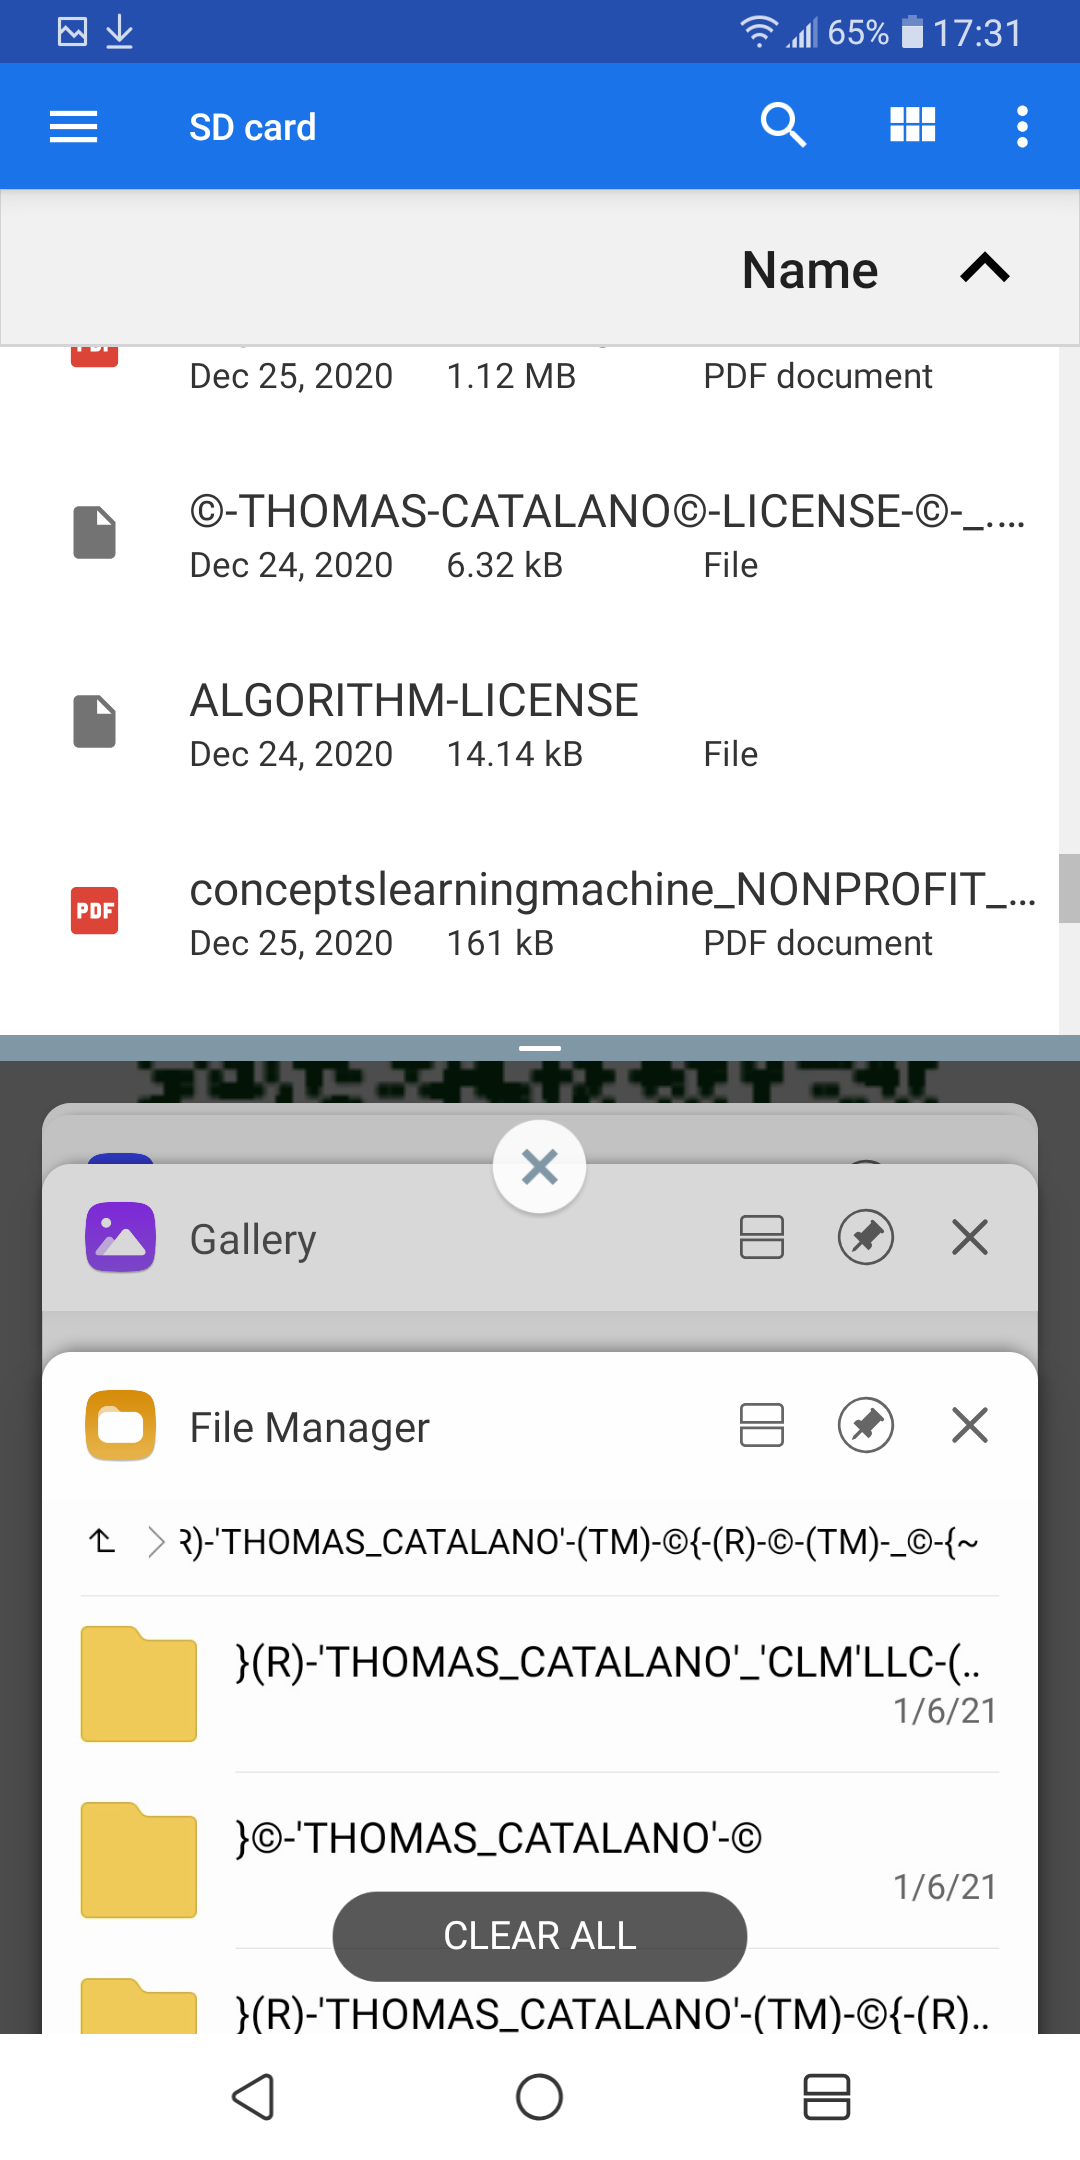 65% 17:31
SD card
Name
Dec 25, 2020 1.12 MB PDF document
©-THOMAS-CATALANO©-LICENSE-©-_....
Dec 24, 2020 6.32 kB File
ALGORITHM-LICENSE
Dec 24, 2020 14.14 kB File
PDF conceptslearningmachine_NONPROFIT_...
Dec 25, 2020 161 kB PDF document
Gallery
File Manager
R)-'THOMAS_CATALANO'-(TM)-©{-(R)-©-(TM)-_©-{~
}(R)-'THOMAS_CATALANO'_'CLM'LLC-(..
1/6/21
}©-'THOMAS_CATALANO'-©
1/6/21
CLEAR ALL
}(R)-'THOMAS_CATALANO'-(TM)-©{-(R)..